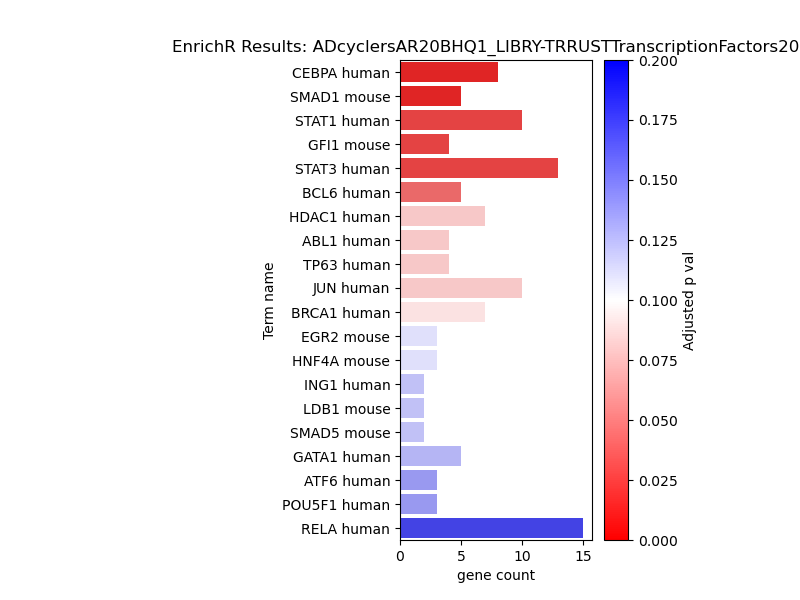 EnrichR Results: ADcyclersAR20BHQ1_LIBRY-TRRUSTTranscriptionFactors20
CEBPA human
SMAD1 mouse
STAT1 human
GFI1 mouse
STAT3 human
BCL6 human
HDAC1 human
ABL1 human
TP63 human
JUN human
BRCA1 human
EGR2 mouse
HNF4A mouse
ING1 human
LDB1 mouse
SMAD5 mouse
GATA1 human
ATF6 human
POU5F1 human
RELA human
Term name
0 5 10 15
gene count
0.200
0.175
0.150
0.125
0.100
0.075
0.050
0.025
0.000
Adjusted p val